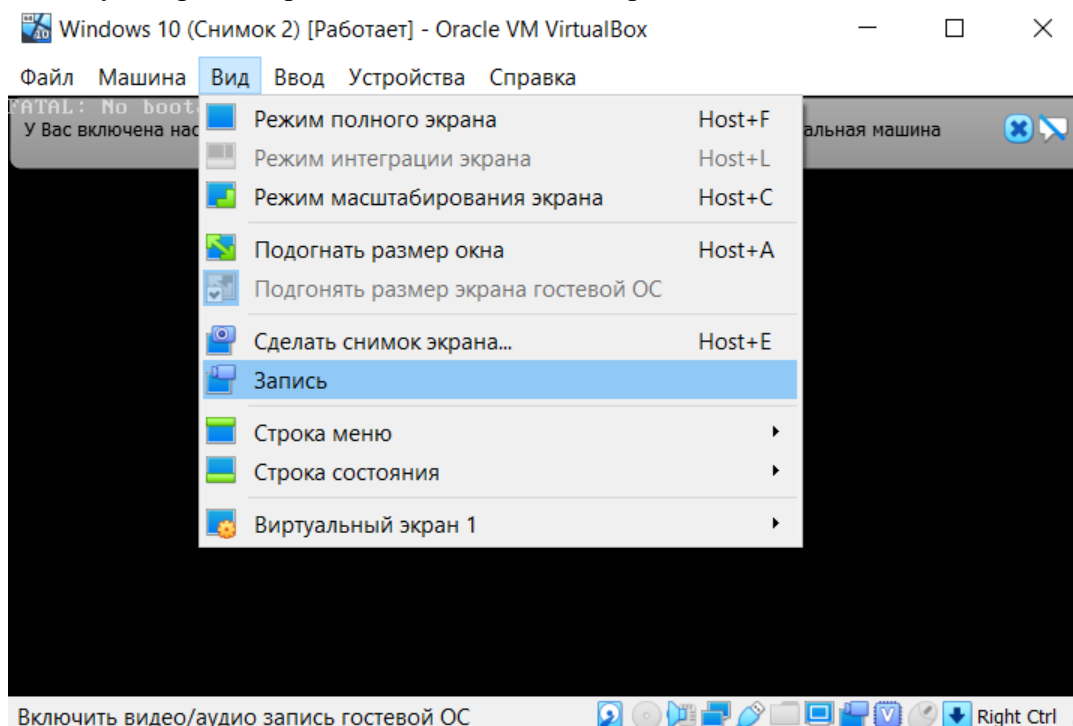 Windows 10 (Снимок 2) [Работает] - Oracle VM VirtualBox
Файл Машина Вид Ввод Устройства Справка
FATAL: No boot
У Вас включена нас
альная машина
Режим полного экрана Host+F
Режим интеграции экрана Host+L
Режим масштабирования экрана Host+C
Подогнать размер окна Host+A
Подгонять размер экрана гостевой ОС
Сделать снимок экрана... Host+E
Запись
Строка меню
Строка состояния
Виртуальный экран 1
Включить видео/аудио запись гостевой ОС
Right Ctrl